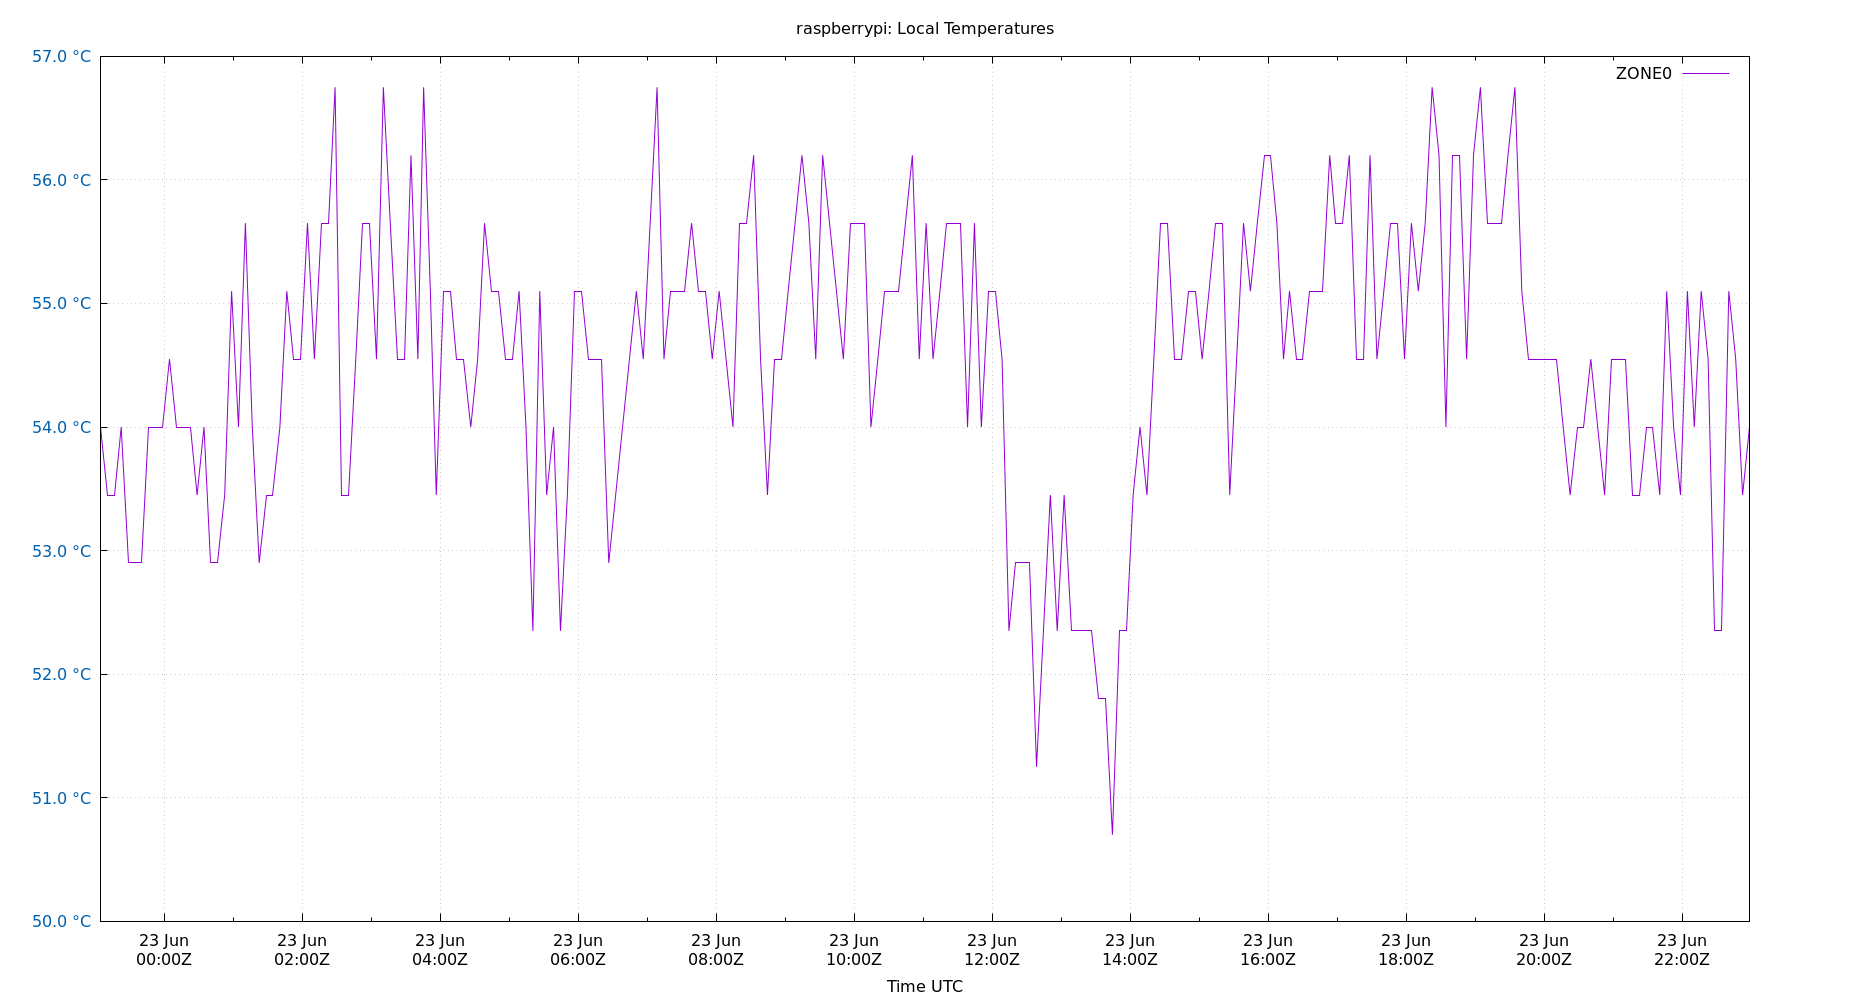 raspberrypi: Local Temperatures
57.0 °C
ZONE0
56.0 °C
55.0 °C
54.0 °C
53.0 °C
52.0 °C
51.0 °C
50.0 °C
23 Jun 23 Jun 23 Jun 23 Jun 23 Jun 23 Jun 23 Jun 23 Jun 23 Jun 23 Jun 23 Jun 23 Jun
00:00Z 02:00Z 04:00Z 06:00Z 08:00Z 10:00Z 12:00Z 14:00Z 16:00Z 18:00Z 20:00Z 22:00Z
Time UTC